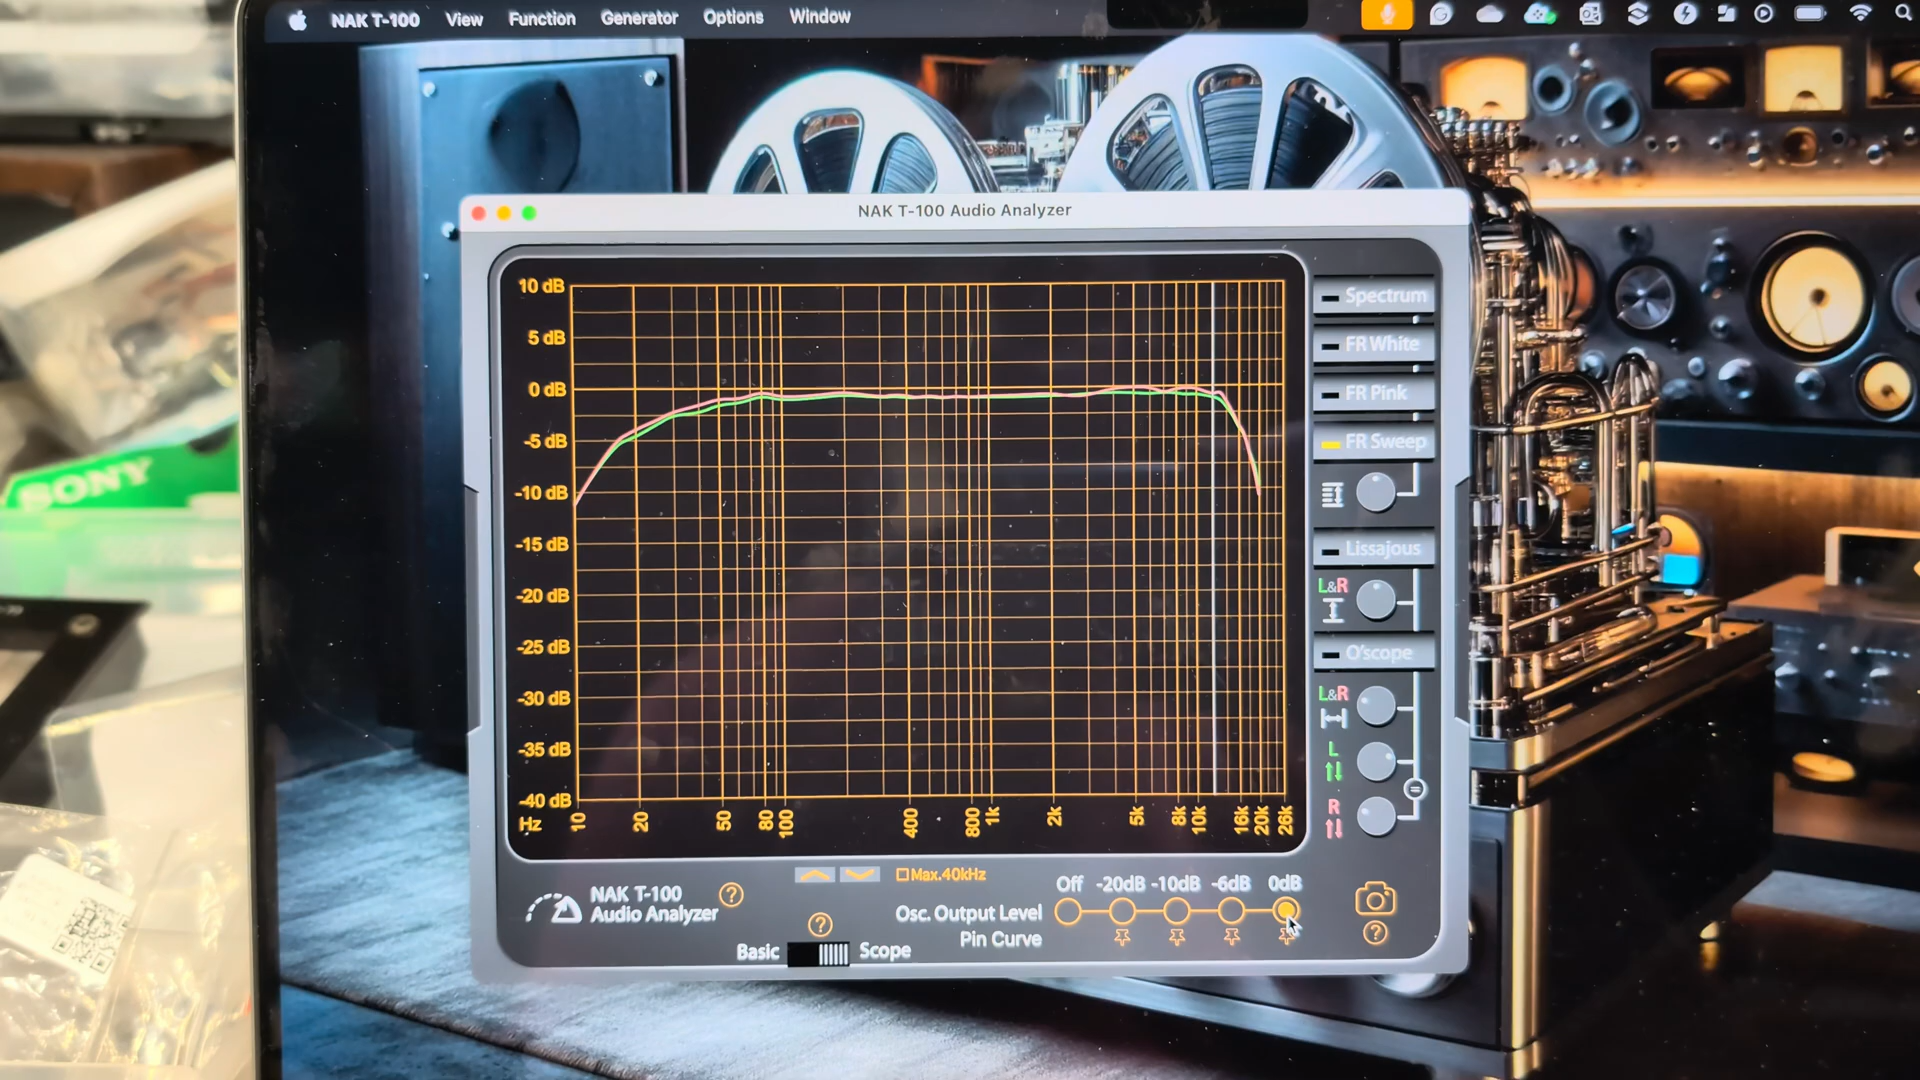 NAK T-100 View Function Generator Options Window
NAK T-100 Audio Analyzer
10 dB
5 dB
0 dB
-5 dB
-10 dB
-15 dB
-20 dB
-25 dB
-30 dB
-35 dB
-40 dB
Hz 10 20 50 80 100 400 800 1k 2k 5k 8k 10k 16k 20k 26k
Spectrum
FR White
FR Pink
FR Sweep
Lissajous
L&R
O'scope
L&R
L
R
Max.40kHz
NAK T-100
Audio Analyzer
Basic
Scope
Off -20dB -10dB -6dB 0dB
Osc. Output Level
Pin Curve
SONY